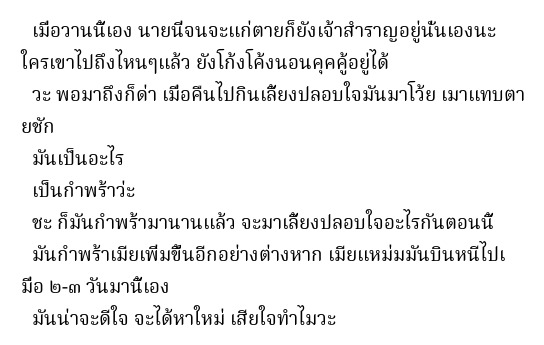 เมื่อวานนี้เอง นายนี่จนจะแก่ตายก็ยังเจ้าสำราญอยู่นั่นเองนะ
ใครเขาไปถึงไหนๆแล้ว ยังโก้งโค้งนอนคุคคู้อยู่ได้
วะ พอมาถึงก็ด่า เมื่อคืนไปกินเลี้ยงปลอบใจมันมาโว้ย เมาแทบตา
ยชัก
มันเป็นอะไร
เป็นกำพร้าว่ะ
ชะ ก็มันกำพร้ามานานแล้ว จะมาเลี้ยงปลอบใจอะไรกันตอนนี้
มันกำพร้าเมียเพิ่มขึ้นอีกอย่างต่างหาก เมียแหม่มมันบินหนีไปเ
มื่อ ๒-๓ วันมานี้เอง
มันน่าจะดีใจ จะได้หาใหม่ เสียใจทำไมวะ